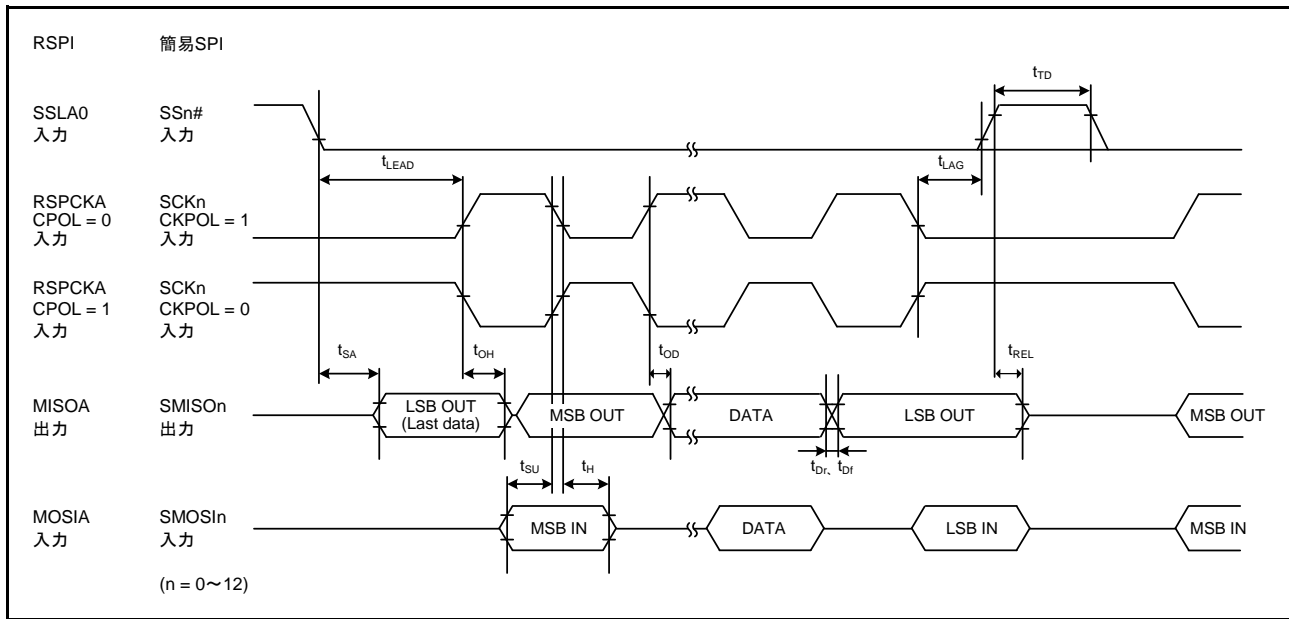 RSPI 簡易SPI
tTD
SSLA0 SSn#
入力 入力
tLEAD tLAG
RSPCKA SCKn
CPOL = 0 CKPOL = 1
入力 入力
RSPCKA SCKn
CPOL = 1 CKPOL = 0
入力 入力
tSA tOH tOD tREL
MISOA SMISOn
出力 出力
LSB OUT
(Last data)
MSB OUT DATA LSB OUT MSB OUT
tSU tH tDr、tDf
MOSIA SMOSIn
入力 入力
MSB IN DATA LSB IN MSB IN
(n = 0～12)